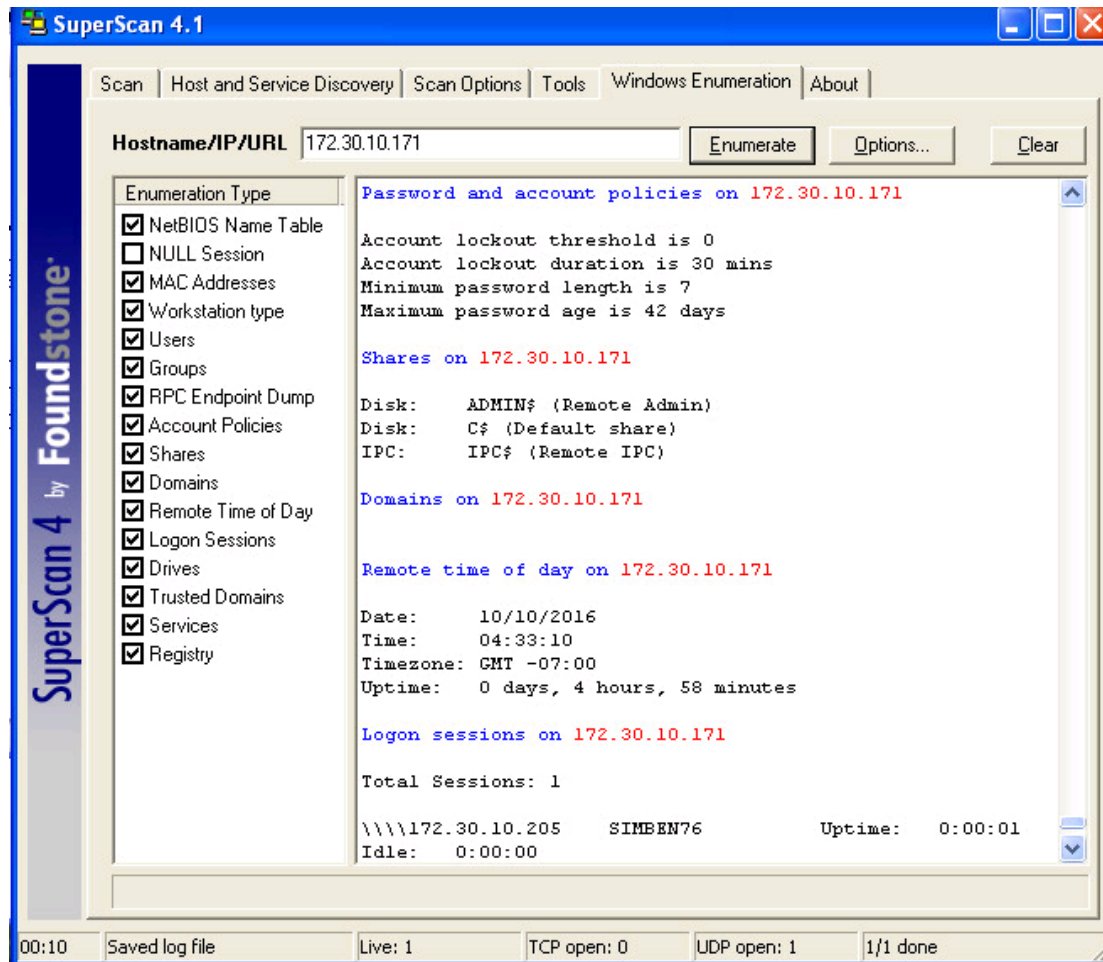 SuperScan 4.1
Scan Host and Service Discovery Scan Options Tools Windows Enumeration About
Hostname/IP/URL 172.30.10.171 Enumerate Options... Clear
Enumeration Type
NetBIOS Name Table
NULL Session
MAC Addresses
Workstation type
Users
Groups
RPC Endpoint Dump
Account Policies
Shares
Domains
Remote Time of Day
Logon Sessions
Drives
Trusted Domains
Services
Registry
Password and account policies on 172.30.10.171
Account lockout threshold is 0
Account lockout duration is 30 mins
Minimum password length is 7
Maximum password age is 42 days
Shares on 172.30.10.171
Disk: ADMIN$ (Remote Admin)
Disk: C$ (Default share)
IPC: IPC$ (Remote IPC)
Domains on 172.30.10.171
Remote time of day on 172.30.10.171
Date: 10/10/2016
Time: 04:33:10
Timezone: GMT -07:00
Uptime: 0 days, 4 hours, 58 minutes
Logon sessions on 172.30.10.171
Total Sessions: 1
\\\\172.30.10.205 SIMBEN76 Uptime: 0:00:01
Idle: 0:00:00
SuperScan 4 by Foundstone
00:10 Saved log file Live: 1 TCP open: 0 UDP open: 1 1/1 done